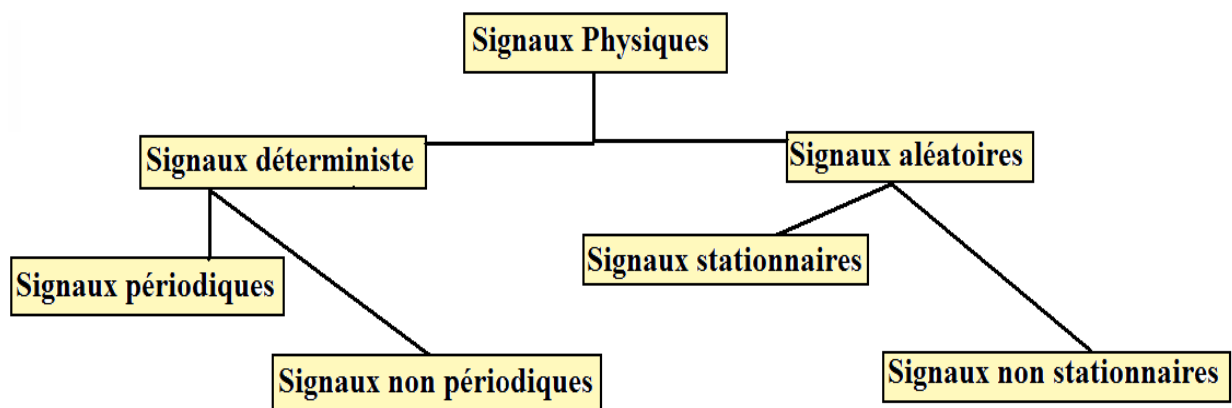 Signaux Physiques
Signaux déterministe
Signaux aléatoires
Signaux stationnaires
Signaux périodiques
Signaux non périodiques
Signaux non stationnaires